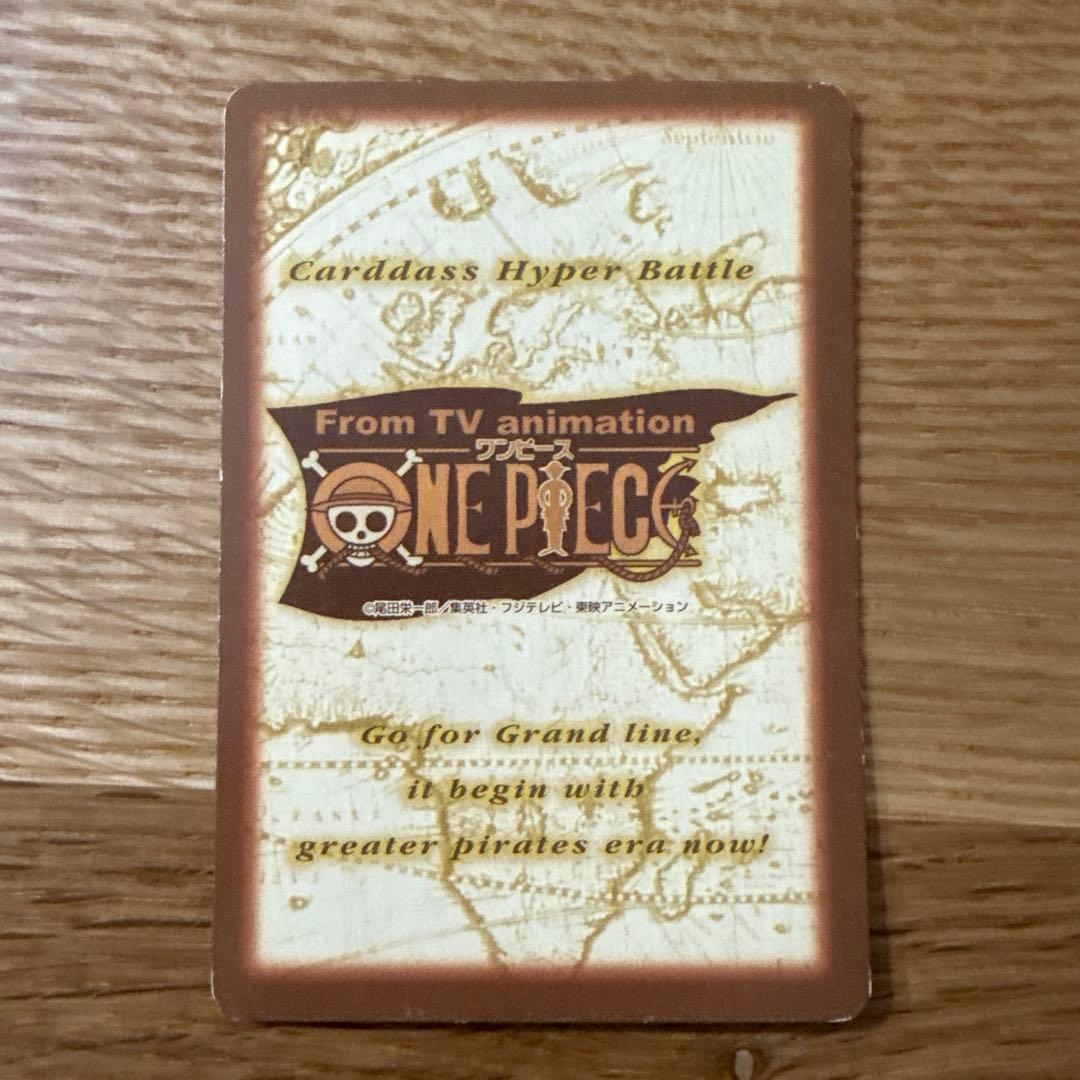 Septentrio
Carddass Hyper Battle
From TV animation
ワンピース
ONE PIECE
©尾田栄一郎／集英社・フジテレビ・東映アニメーション
Go for Grand line,
it begin with
greater pirates era now!